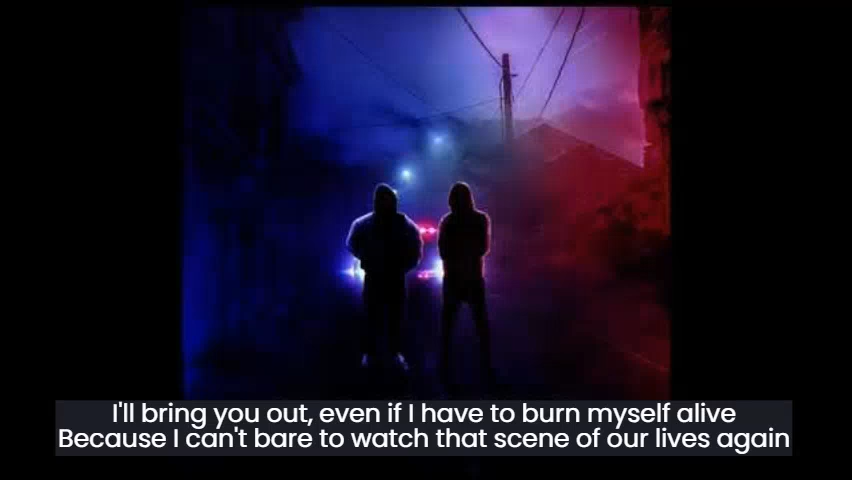 I'll bring you out, even if I have to burn myself alive
Because I can't bare to watch that scene of our lives again